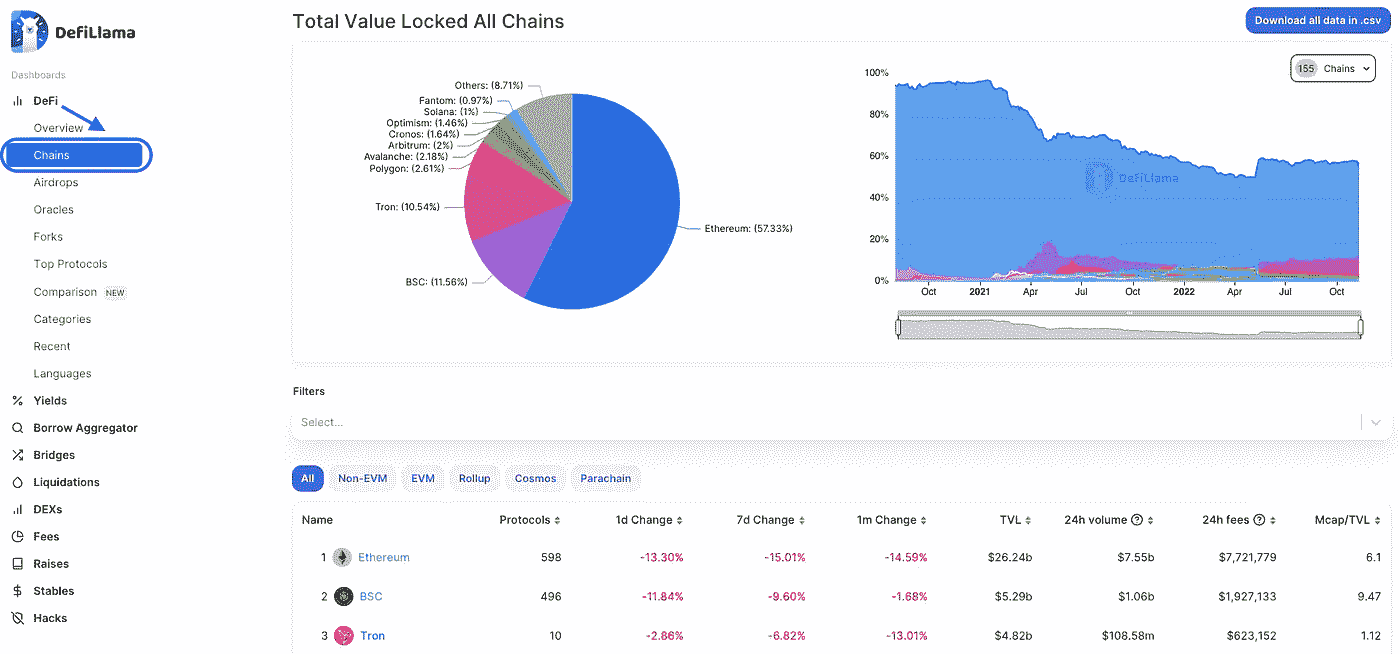 DefiLlama
Dashboards
DeFi
Overview
Chains
Airdrops
Oracles
Forks
Top Protocols
Comparison NEW
Categories
Recent
Languages
Yields
Borrow Aggregator
Bridges
Liquidations
DEXs
Fees
Raises
Stables
Hacks
Total Value Locked All Chains
Download all data in .csv
Others: (8.71%)
Fantom: (0.97%)
Solana: (1%)
Optimism: (1.46%)
Cronos: (1.64%)
Arbitrum: (2%)
Avalanche: (2.18%)
Polygon: (2.61%)
Tron: (10.54%)
BSC: (11.56%)
Ethereum: (57.33%)
155 Chains
100%
80%
60%
40%
20%
0%
DefiLlama
Oct 2021 Apr Jul Oct 2022 Apr Jul Oct
Filters
Select...
All Non-EVM EVM Rollup Cosmos Parachain
Name Protocols 1d Change 7d Change 1m Change TVL 24h volume 24h fees Mcap/TVL
1 Ethereum 598 -13.30% -15.01% -14.59% $26.24b $7.55b $7,721,779 6.1
2 BSC 496 -11.84% -9.60% -1.68% $5.29b $1.06b $1,927,133 9.47
3 Tron 10 -2.86% -6.82% -13.01% $4.82b $108.58m $623,152 1.12